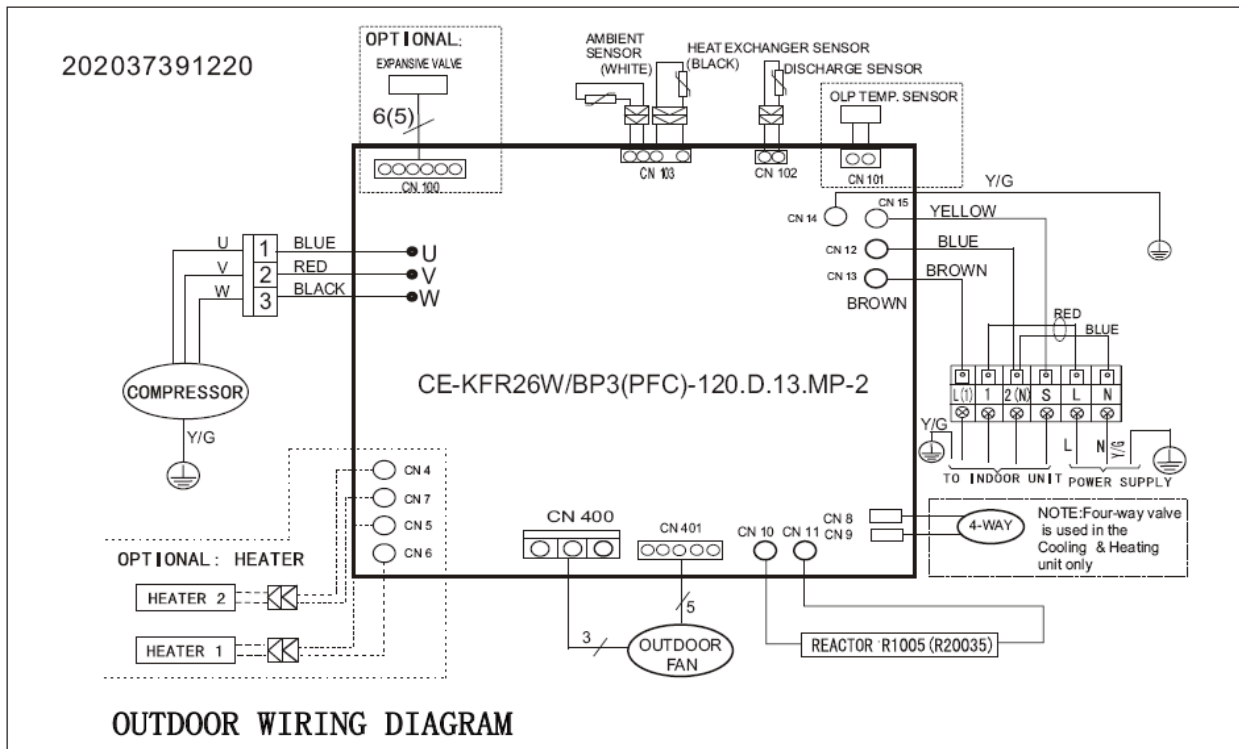 202037391220
OPTIONAL:
EXPANSIVE VALVE
6(5)
CN 100
AMBIENT
SENSOR
(WHITE)
HEAT EXCHANGER SENSOR
(BLACK)
DISCHARGE SENSOR
OLP TEMP. SENSOR
CN 103
CN 102
CN 101
Y/G
CN 14
CN 15
YELLOW
CN 12
BLUE
CN 13
BROWN
BROWN
U 1 BLUE U
V 2 RED V
W 3 BLACK W
RED
BLUE
COMPRESSOR
Y/G
CE-KFR26W/BP3(PFC)-120.D.13.MP-2
L(1) 1 2(N) S L N
Y/G
L N Y/G
TO INDOOR UNIT POWER SUPPLY
CN 4
CN 7
CN 5
CN 6
OPTIONAL: HEATER
HEATER 2
HEATER 1
CN 400
CN 401
CN 10
CN 11
CN 8
CN 9
4-WAY
NOTE:Four-way valve
is used in the
Cooling & Heating
unit only
3
5
OUTDOOR
FAN
REACTOR R1005(R20035)
OUTDOOR WIRING DIAGRAM